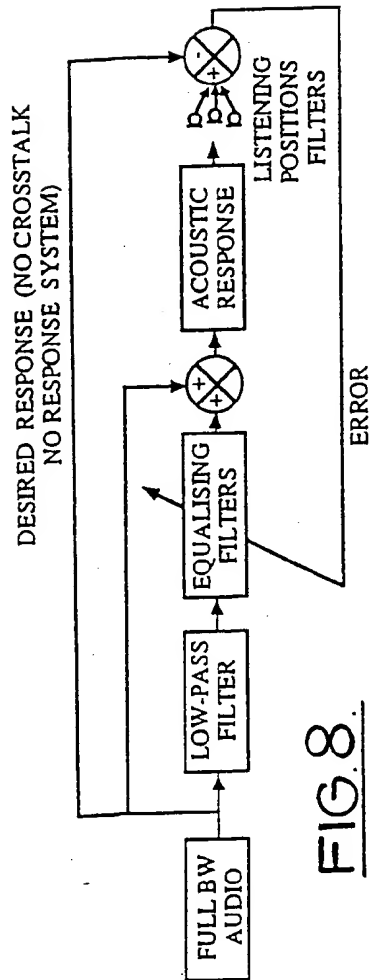 DESIRED RESPONSE (NO CROSSTALK
NO RESPONSE SYSTEM)
FULL BW
AUDIO
LOW-PASS
FILTER
EQUALISING
FILTERS
+
+
ACOUSTIC
RESPONSE
-
+
LISTENING
POSITIONS
FILTERS
ERROR
FIG. 8.